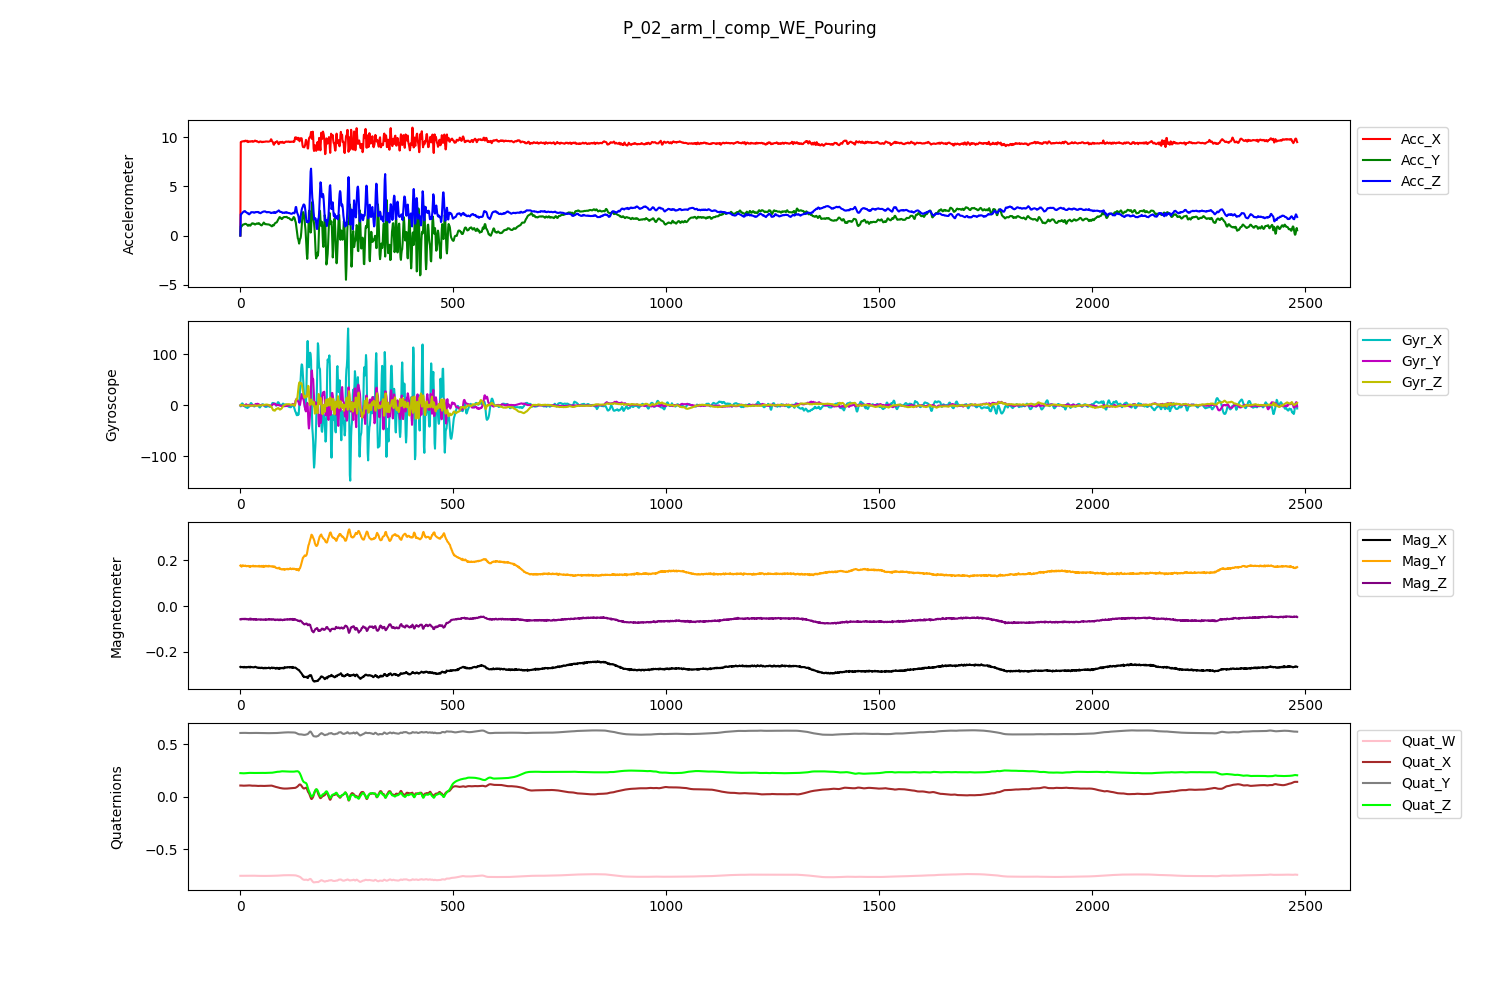 P_02_arm_l_comp_WE_Pouring
Accelerometer
10
5
0
−5
0 500 1000 1500 2000 2500
Acc_X
Acc_Y
Acc_Z
Gyroscope
100
0
−100
0 500 1000 1500 2000 2500
Gyr_X
Gyr_Y
Gyr_Z
Magnetometer
0.2
0.0
−0.2
0 500 1000 1500 2000 2500
Mag_X
Mag_Y
Mag_Z
Quaternions
0.5
0.0
−0.5
0 500 1000 1500 2000 2500
Quat_W
Quat_X
Quat_Y
Quat_Z